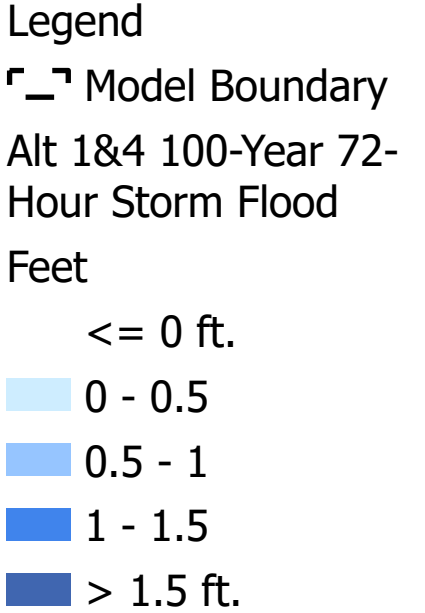 Legend
Model Boundary
Alt 1&4 100-Year 72-
Hour Storm Flood
Feet
<= 0 ft.
0 - 0.5
0.5 - 1
1 - 1.5
> 1.5 ft.